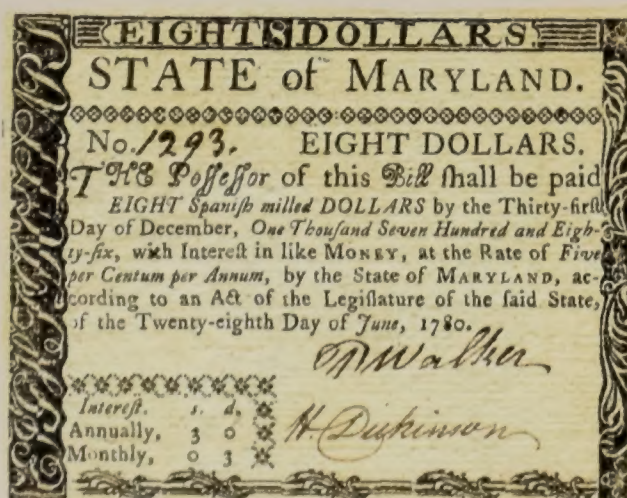 EIGHT DOLLARS
STATE of MARYLAND.
No. 1293. EIGHT DOLLARS.
THE Poſſeſſor of this Bill ſhall be paid
EIGHT Spaniſh milled DOLLARS by the Thirty-firſt
Day of December, One Thouſand Seven Hundred and Eigh-
ty-ſix, with Intereſt in like MONEY, at the Rate of Five
per Centum per Annum, by the State of MARYLAND, ac-
cording to an Act of the Legiſlature of the ſaid State,
of the Twenty-eighth Day of June, 1780.
Walker
Intereſt. s. d.
Annually, 3 0
Monthly, 0 3
H. Dickinson